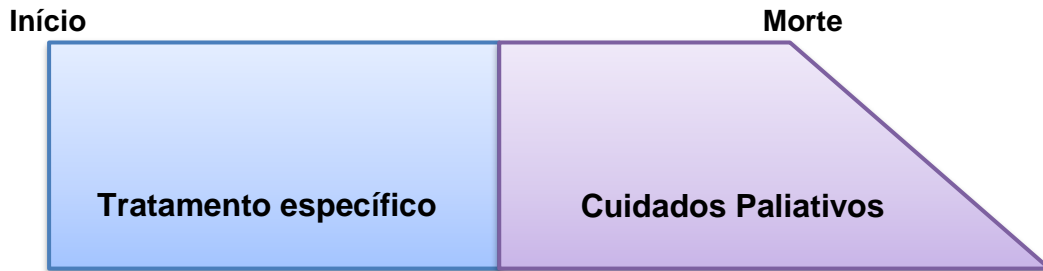 Início
Morte
Tratamento específico
Cuidados Paliativos